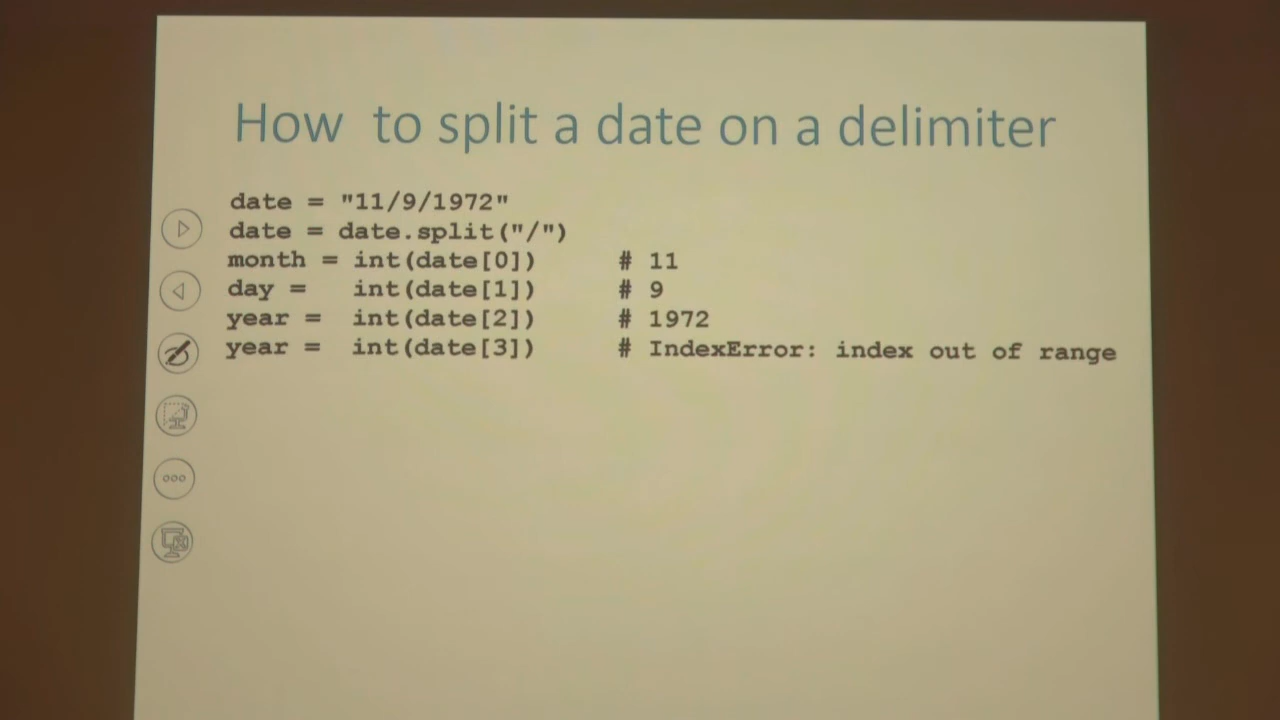 How to split a date on a delimiter
date = "11/9/1972"
date = date.split("/")
month = int(date[0]) # 11
day = int(date[1]) # 9
year = int(date[2]) # 1972
year = int(date[3]) # IndexError: index out of range